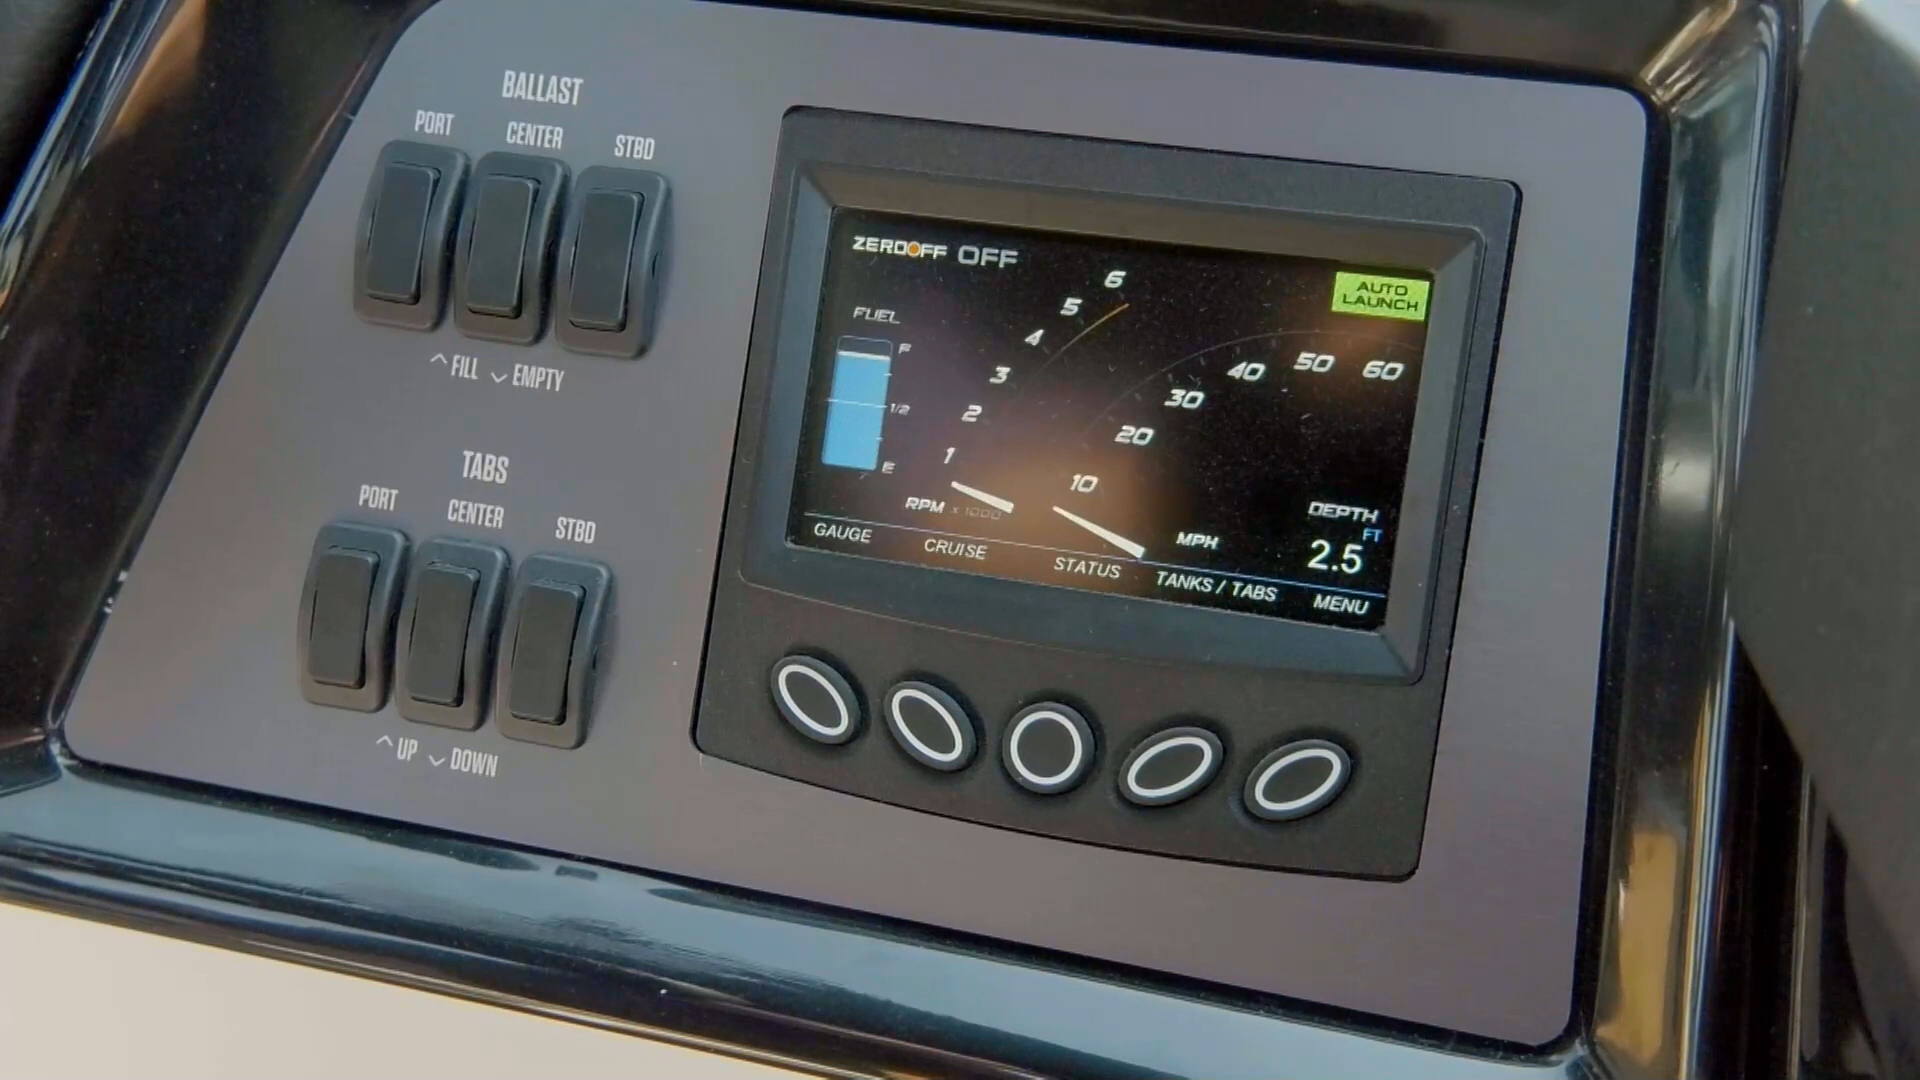 BALLAST
PORT CENTER STBD
FILL EMPTY
TABS
PORT CENTER STBD
UP DOWN
ZEROOFF OFF
AUTO
LAUNCH
FUEL
F
1/2
E
6
5
4
3
2
1
RPM x 1000
10
20
30
40
50
60
MPH
DEPTH
FT
2.5
GAUGE CRUISE STATUS TANKS / TABS MENU